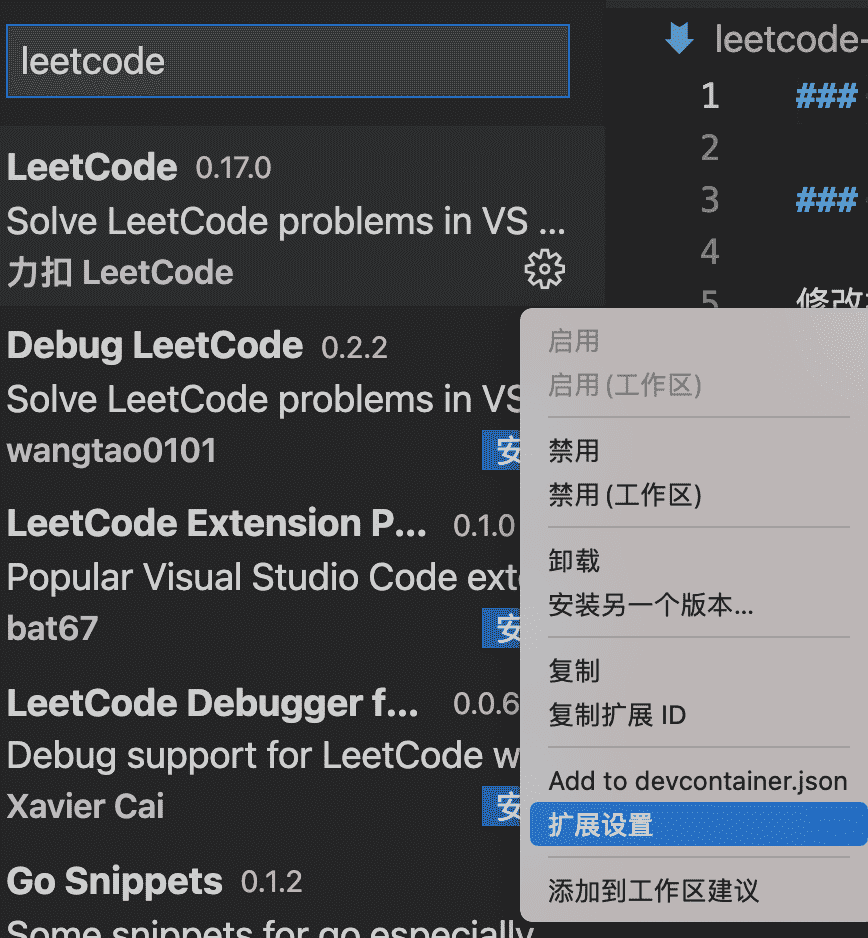 leetcode
LeetCode 0.17.0
Solve LeetCode problems in VS ...
力扣 LeetCode
Debug LeetCode 0.2.2
Solve LeetCode problems in VS
wangtao0101
安
LeetCode Extension P... 0.1.0
Popular Visual Studio Code ext
bat67
安
LeetCode Debugger f... 0.0.6
Debug support for LeetCode w
Xavier Cai
安
Go Snippets 0.1.2
Some snippets for go especially
leetcode-
1 ###
2
3 ###
4
5 修改
启用
启用 (工作区)
禁用
禁用 (工作区)
卸载
安装另一个版本...
复制
复制扩展 ID
Add to devcontainer.json
扩展设置
添加到工作区建议